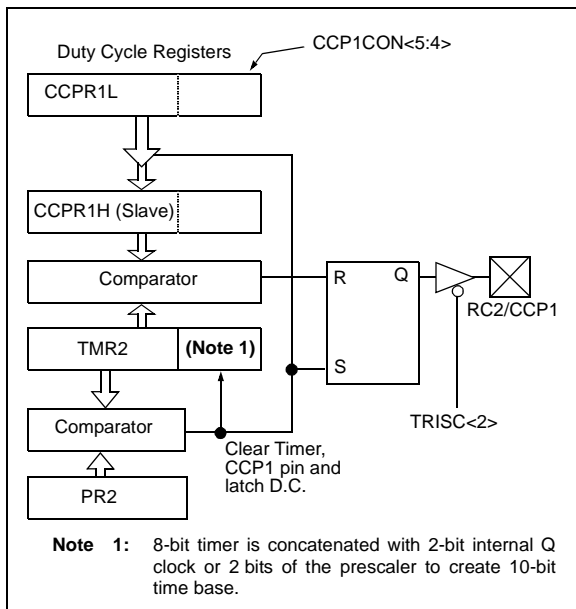 Duty Cycle Registers
CCP1CON<5:4>
CCPR1L
CCPR1H (Slave)
Comparator
R
Q
RC2/CCP1
TMR2
(Note 1)
S
TRISC<2>
Comparator
Clear Timer,
CCP1 pin and
latch D.C.
PR2
Note 1: 8-bit timer is concatenated with 2-bit internal Q
clock or 2 bits of the prescaler to create 10-bit
time base.